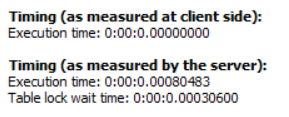 Timing (as measured at client side):
Execution time: 0:00:0.00000000
Timing (as measured by the server):
Execution time: 0:00:0.00080483
Table lock wait time: 0:00:0.00030600